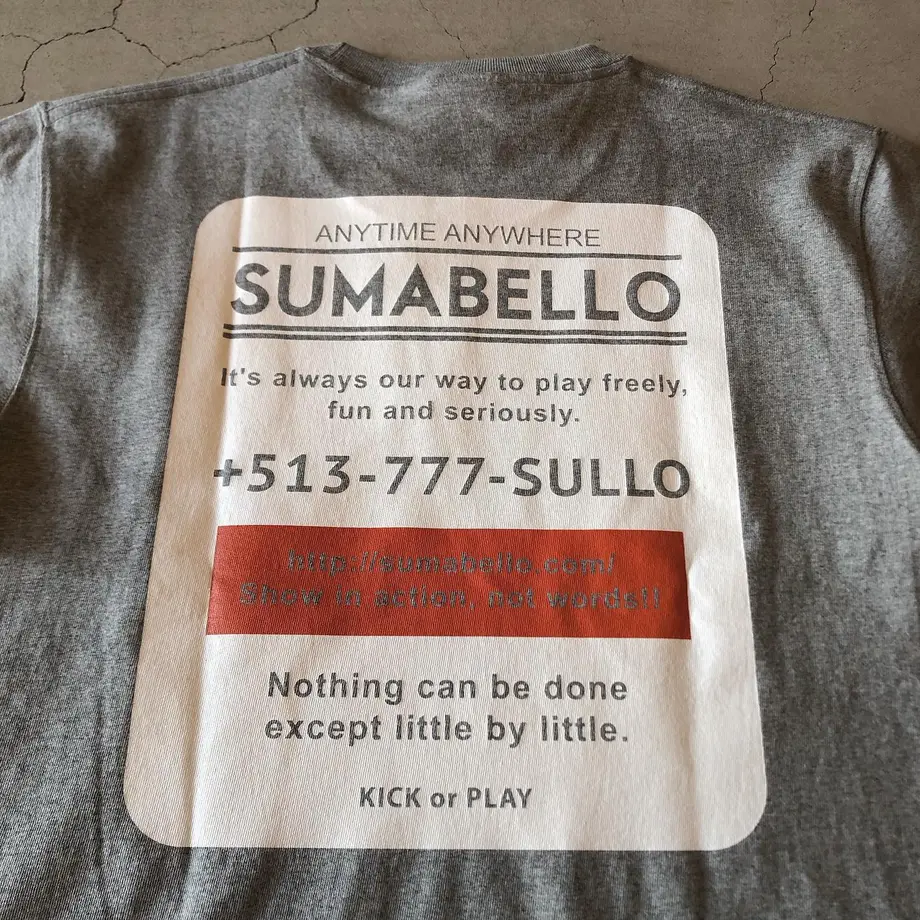 ANYTIME ANYWHERE
SUMABELLO
It's always our way to play freely,
fun and seriously.
+513-777-SULLO
http://sumabello.com/
Show in action, not words!!
Nothing can be done
except little by little.
KICK or PLAY